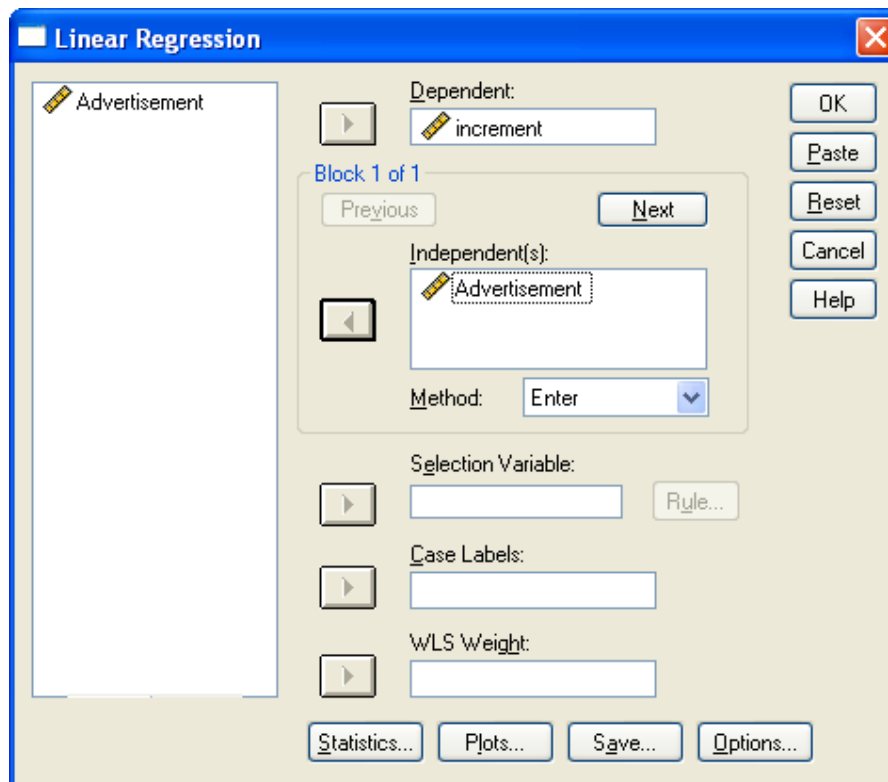 Linear Regression
Advertisement
Dependent:
increment
Block 1 of 1
Previous
Next
Independent(s):
Advertisement
Method:
Enter
Selection Variable:
Rule...
Case Labels:
WLS Weight:
Statistics...
Plots...
Save...
Options...
OK
Paste
Reset
Cancel
Help